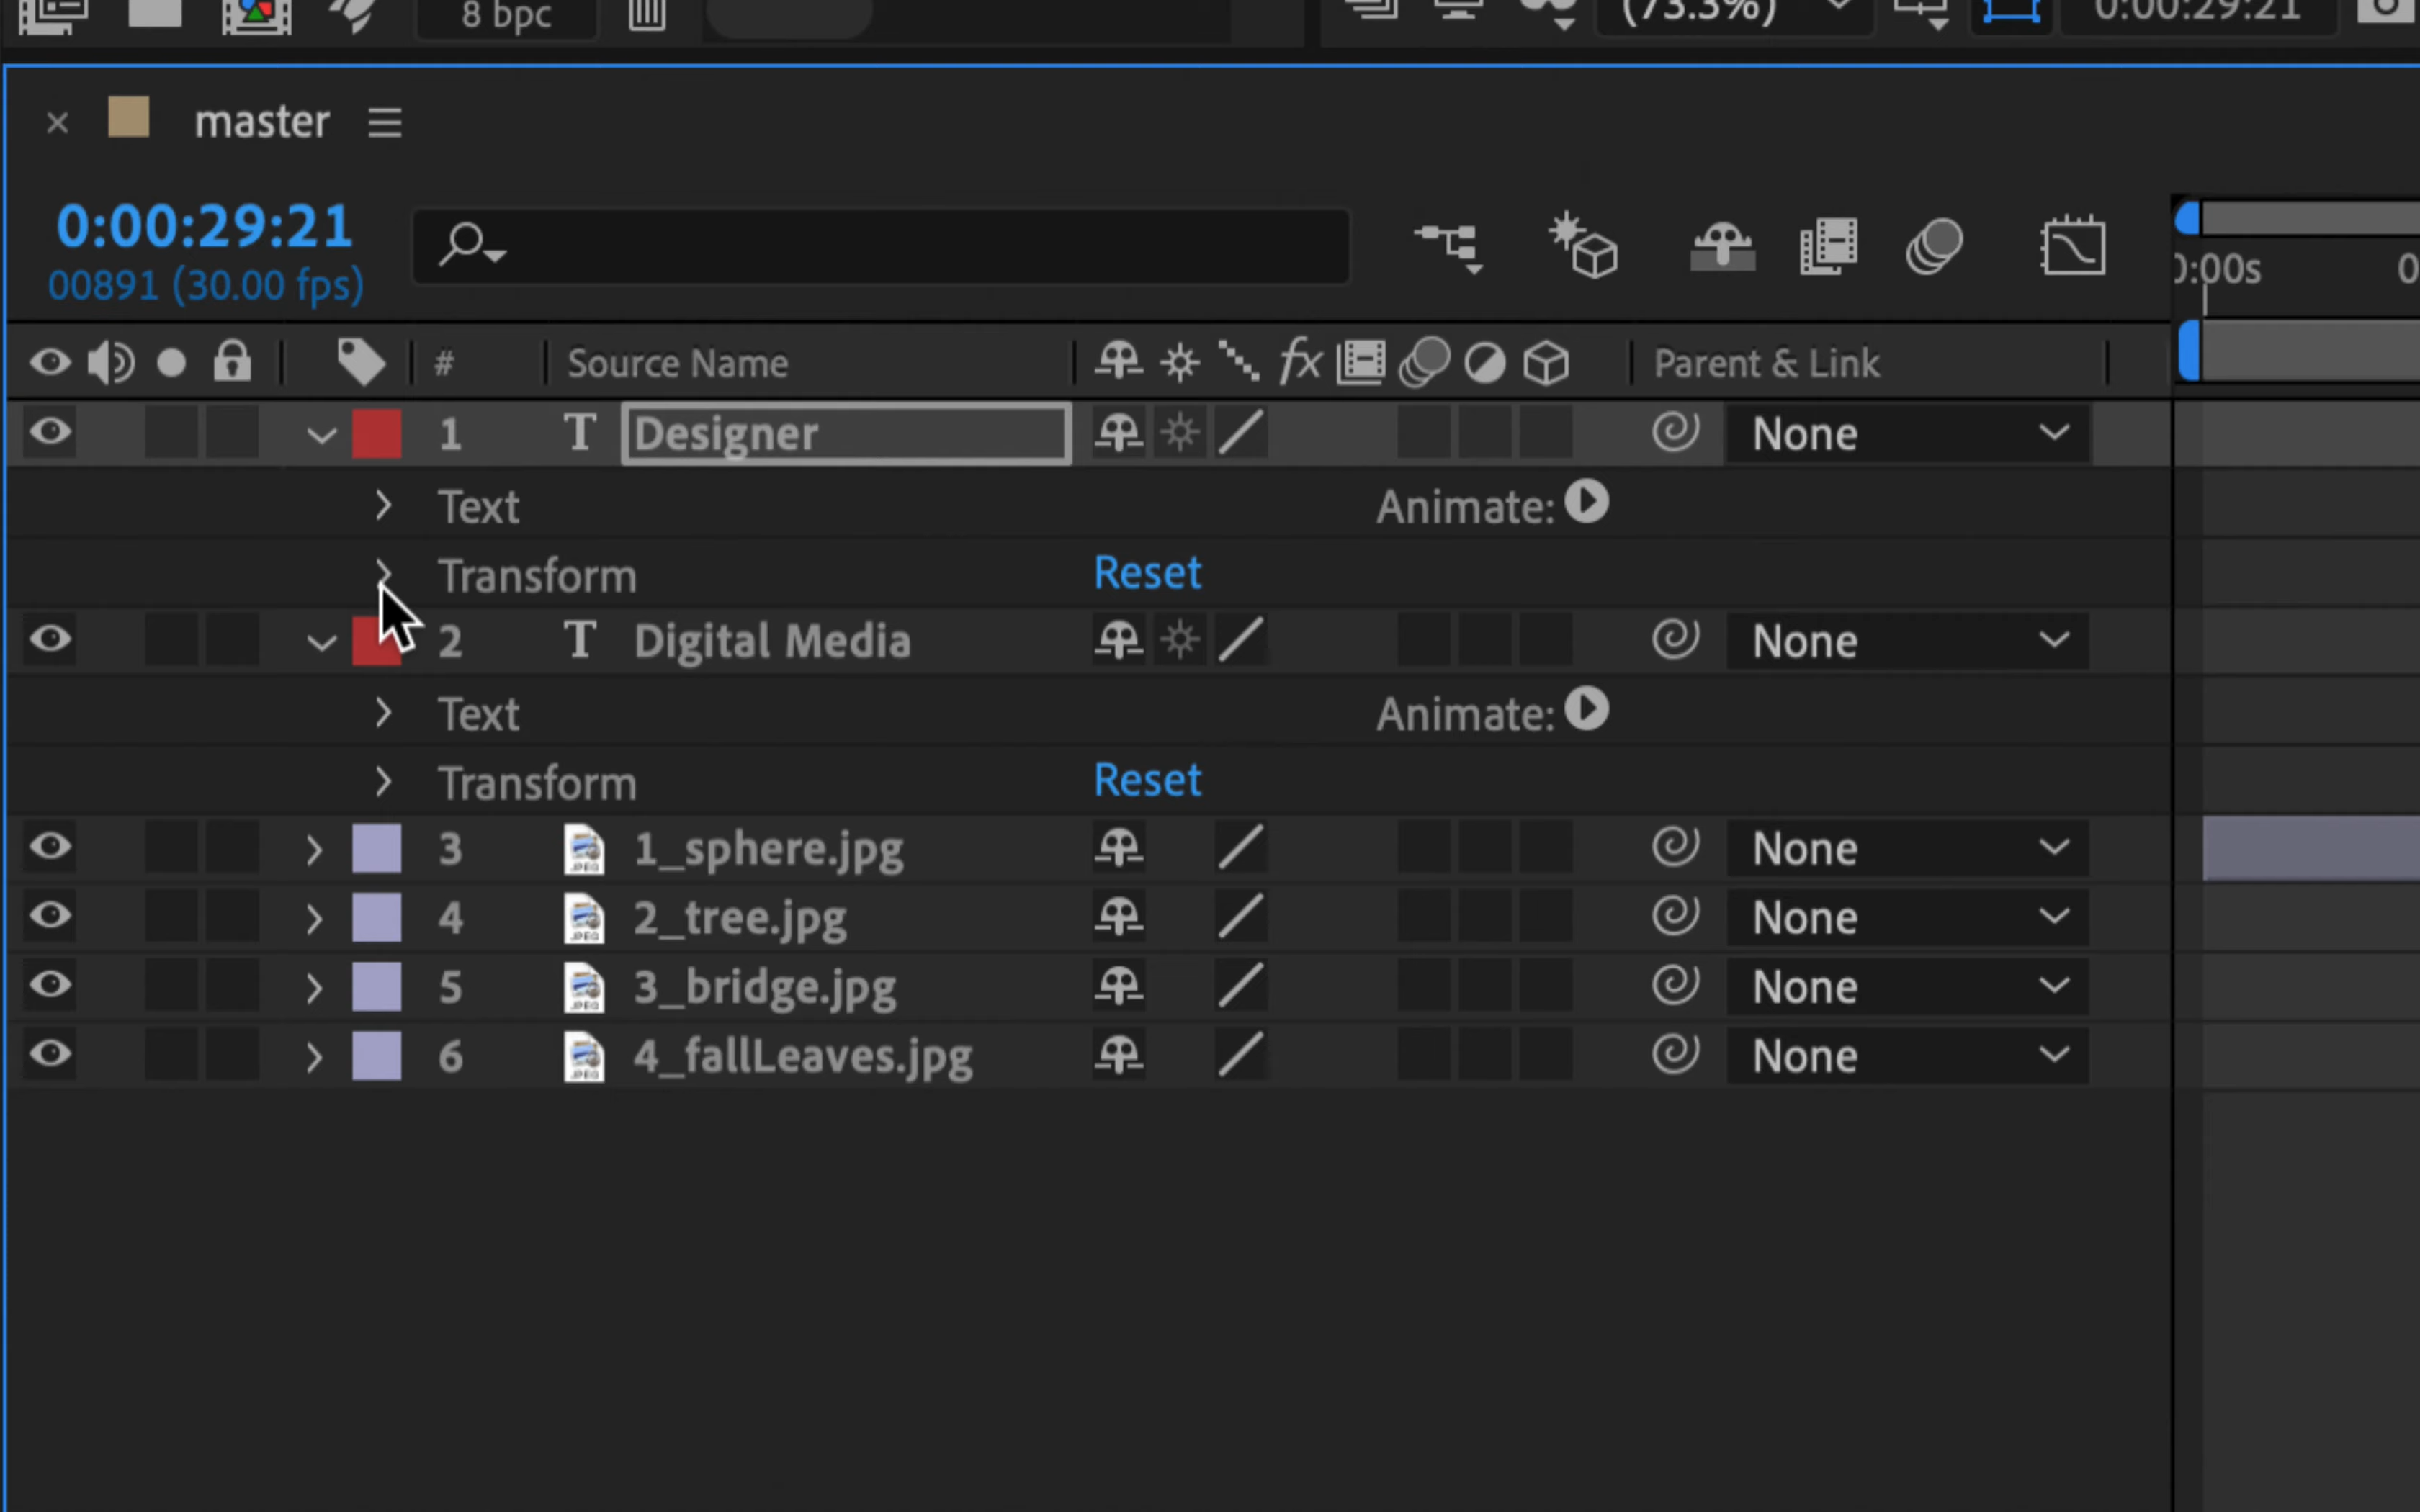 8 bpc
(73.3%)
0:00:29:21
master
0:00:29:21
00891 (30.00 fps)
0:00s
0
# Source Name fx Parent & Link
1 T Designer None
Text Animate:
Transform Reset
2 T Digital Media None
Text Animate:
Transform Reset
3 1_sphere.jpg None
4 2_tree.jpg None
5 3_bridge.jpg None
6 4_fallLeaves.jpg None